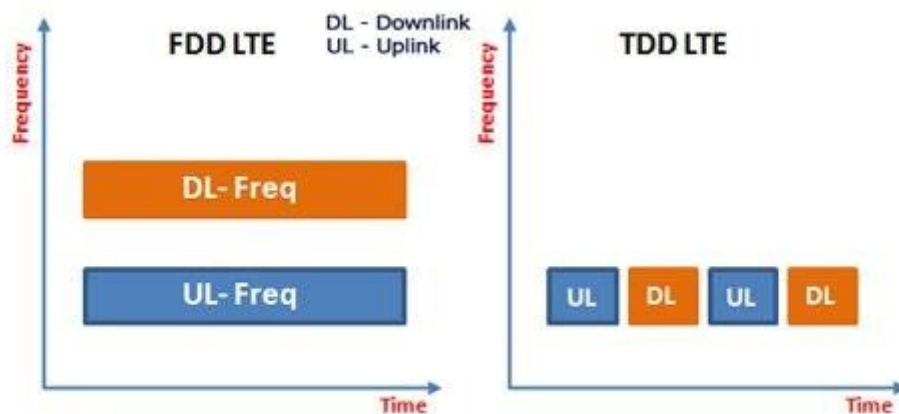 FDD LTE
DL - Downlink
UL - Uplink
TDD LTE
Frequency
DL- Freq
UL- Freq
Time
Frequency
UL DL UL DL
Time